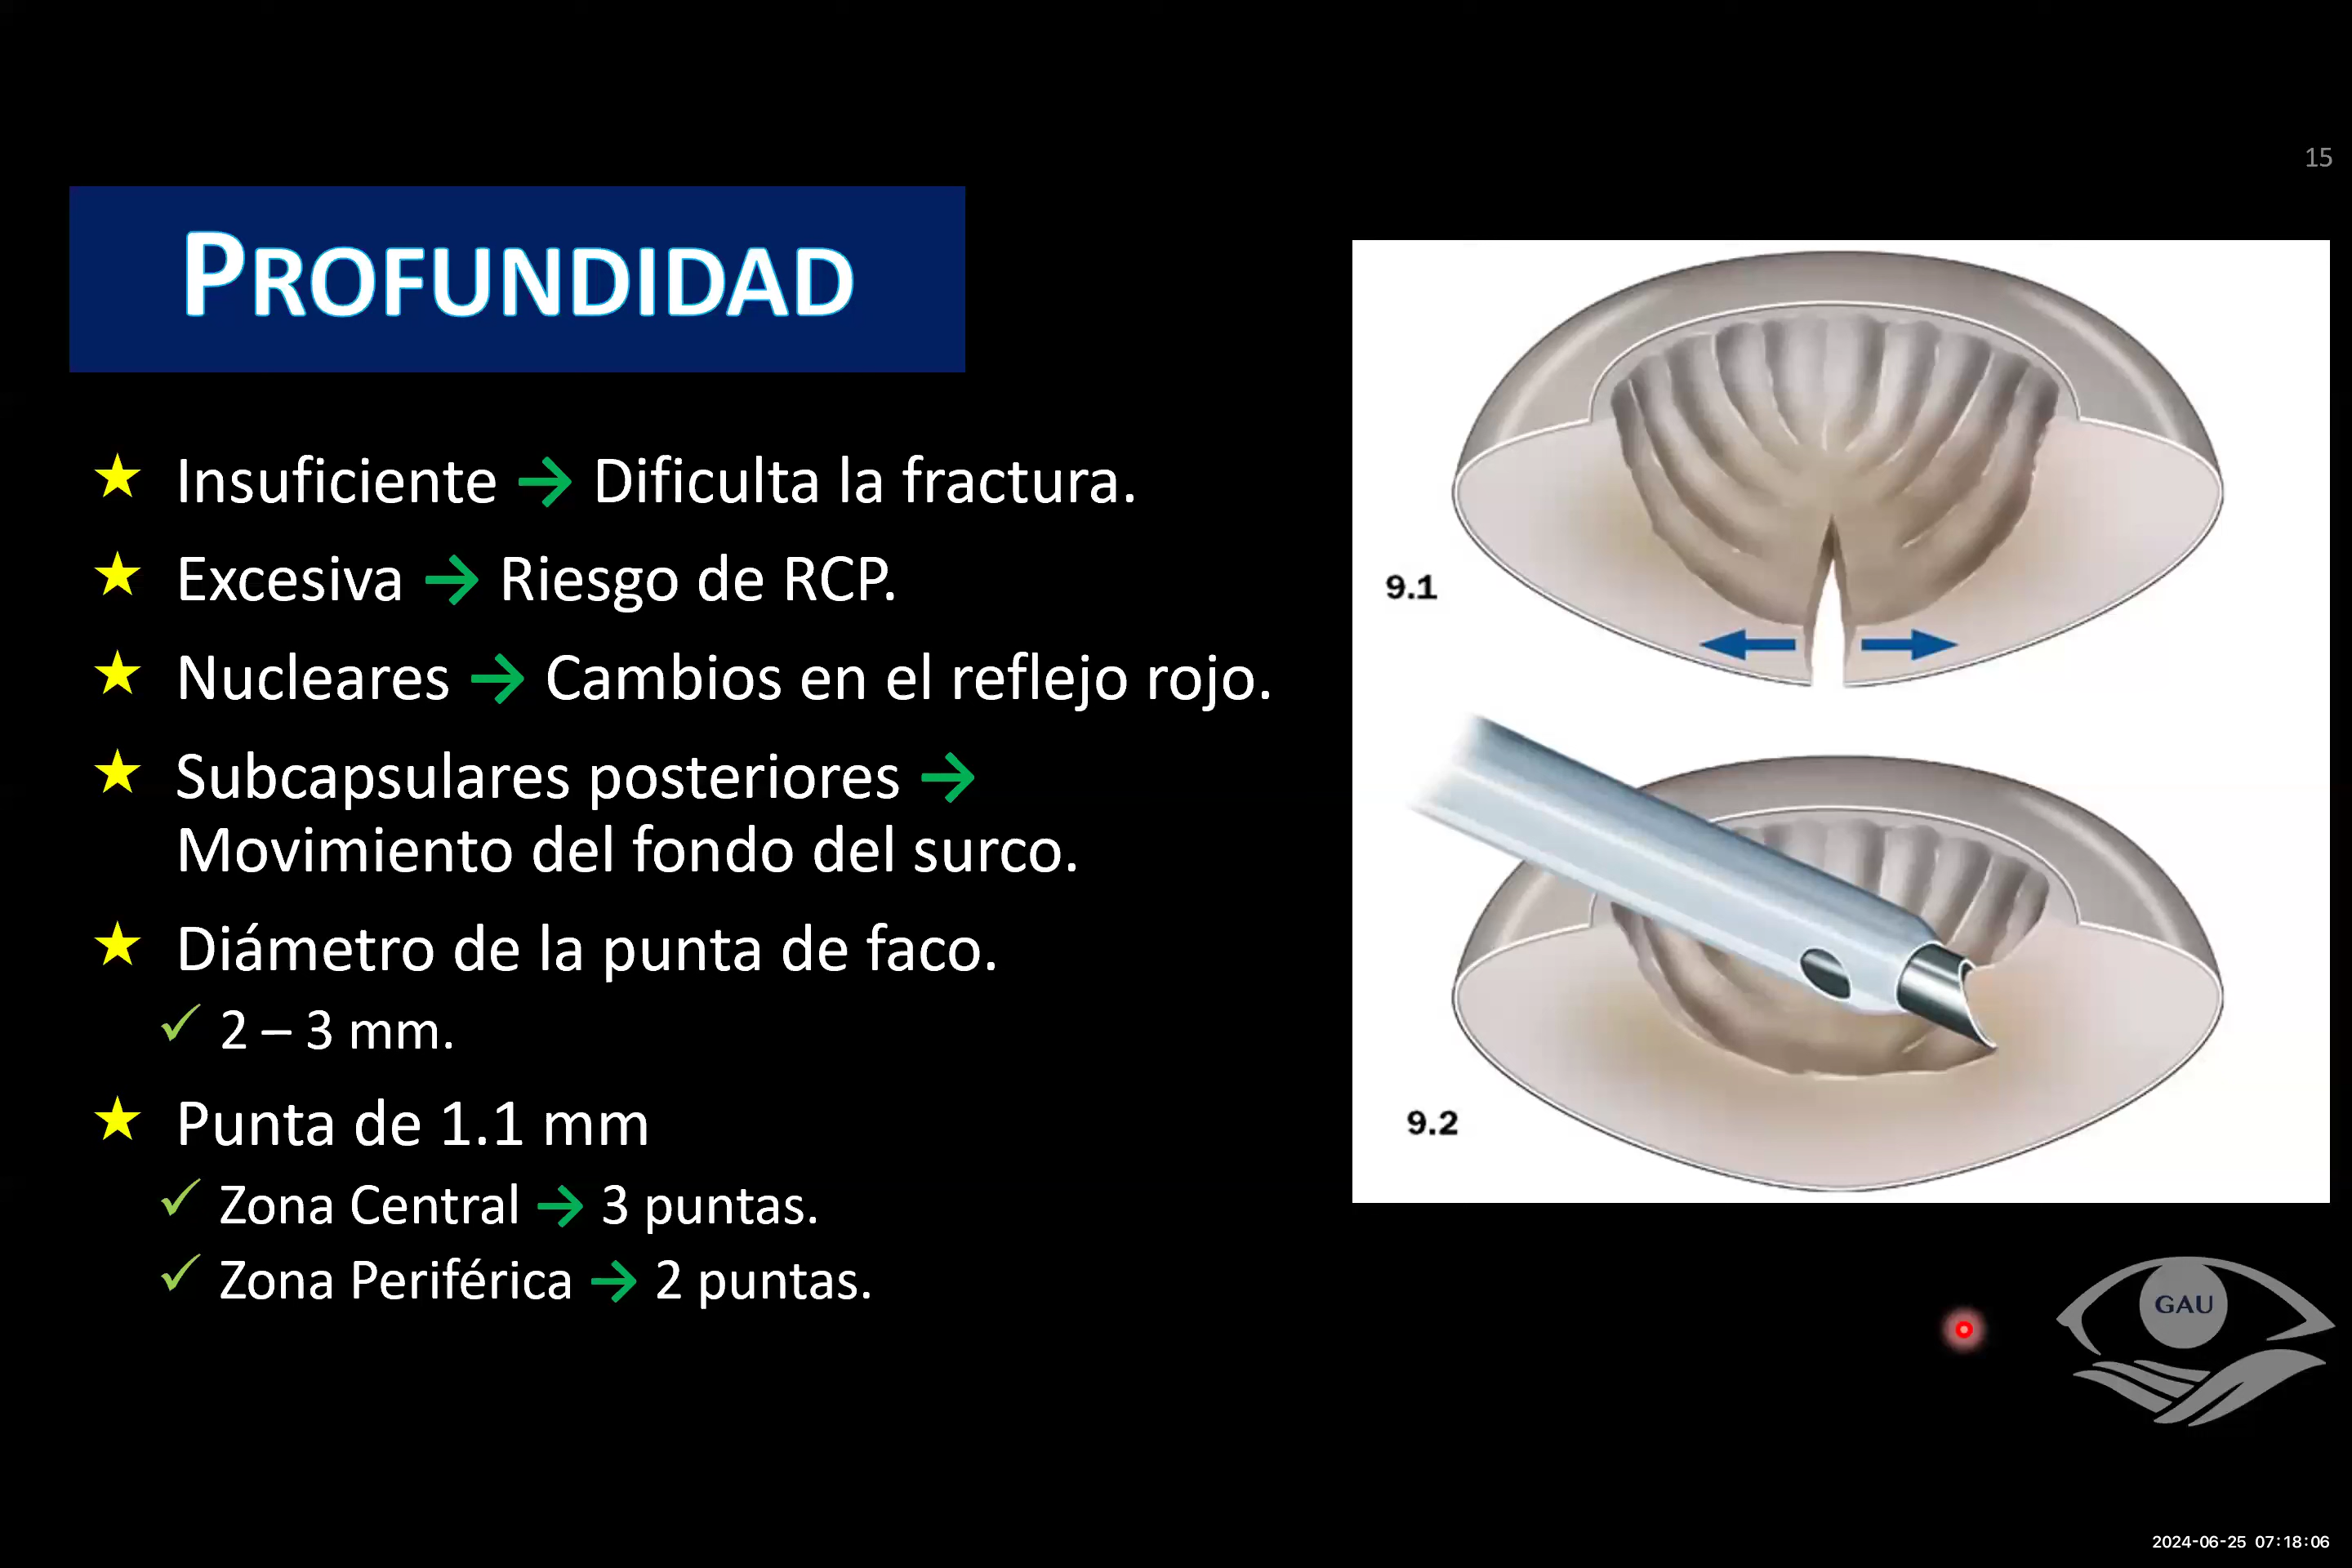 15
PROFUNDIDAD
★ Insuficiente → Dificulta la fractura.
★ Excesiva → Riesgo de RCP.
★ Nucleares → Cambios en el reflejo rojo.
★ Subcapsulares posteriores →
Movimiento del fondo del surco.
★ Diámetro de la punta de faco.
✓ 2 – 3 mm.
★ Punta de 1.1 mm
✓ Zona Central → 3 puntas.
✓ Zona Periférica → 2 puntas.
9.1
9.2
GAU
2024-06-25 07:18:06